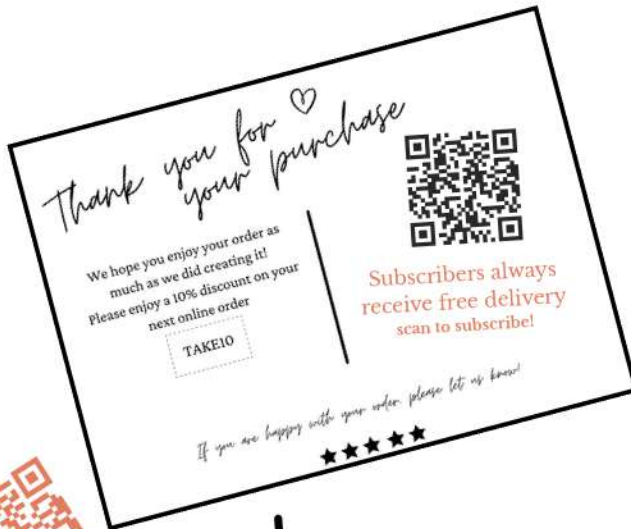 Thank you for
your purchase
We hope you enjoy your order as
much as we did creating it!
Please enjoy a 10% discount on your
next online order
TAKE10
Subscribers always
receive free delivery
scan to subscribe!
If you are happy with your order, please let us know!